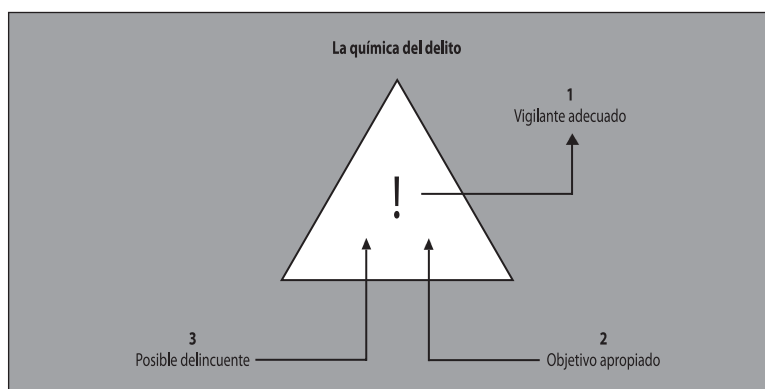 La química del delito
1
Vigilante adecuado
!
3
Posible delincuente
2
Objetivo apropiado